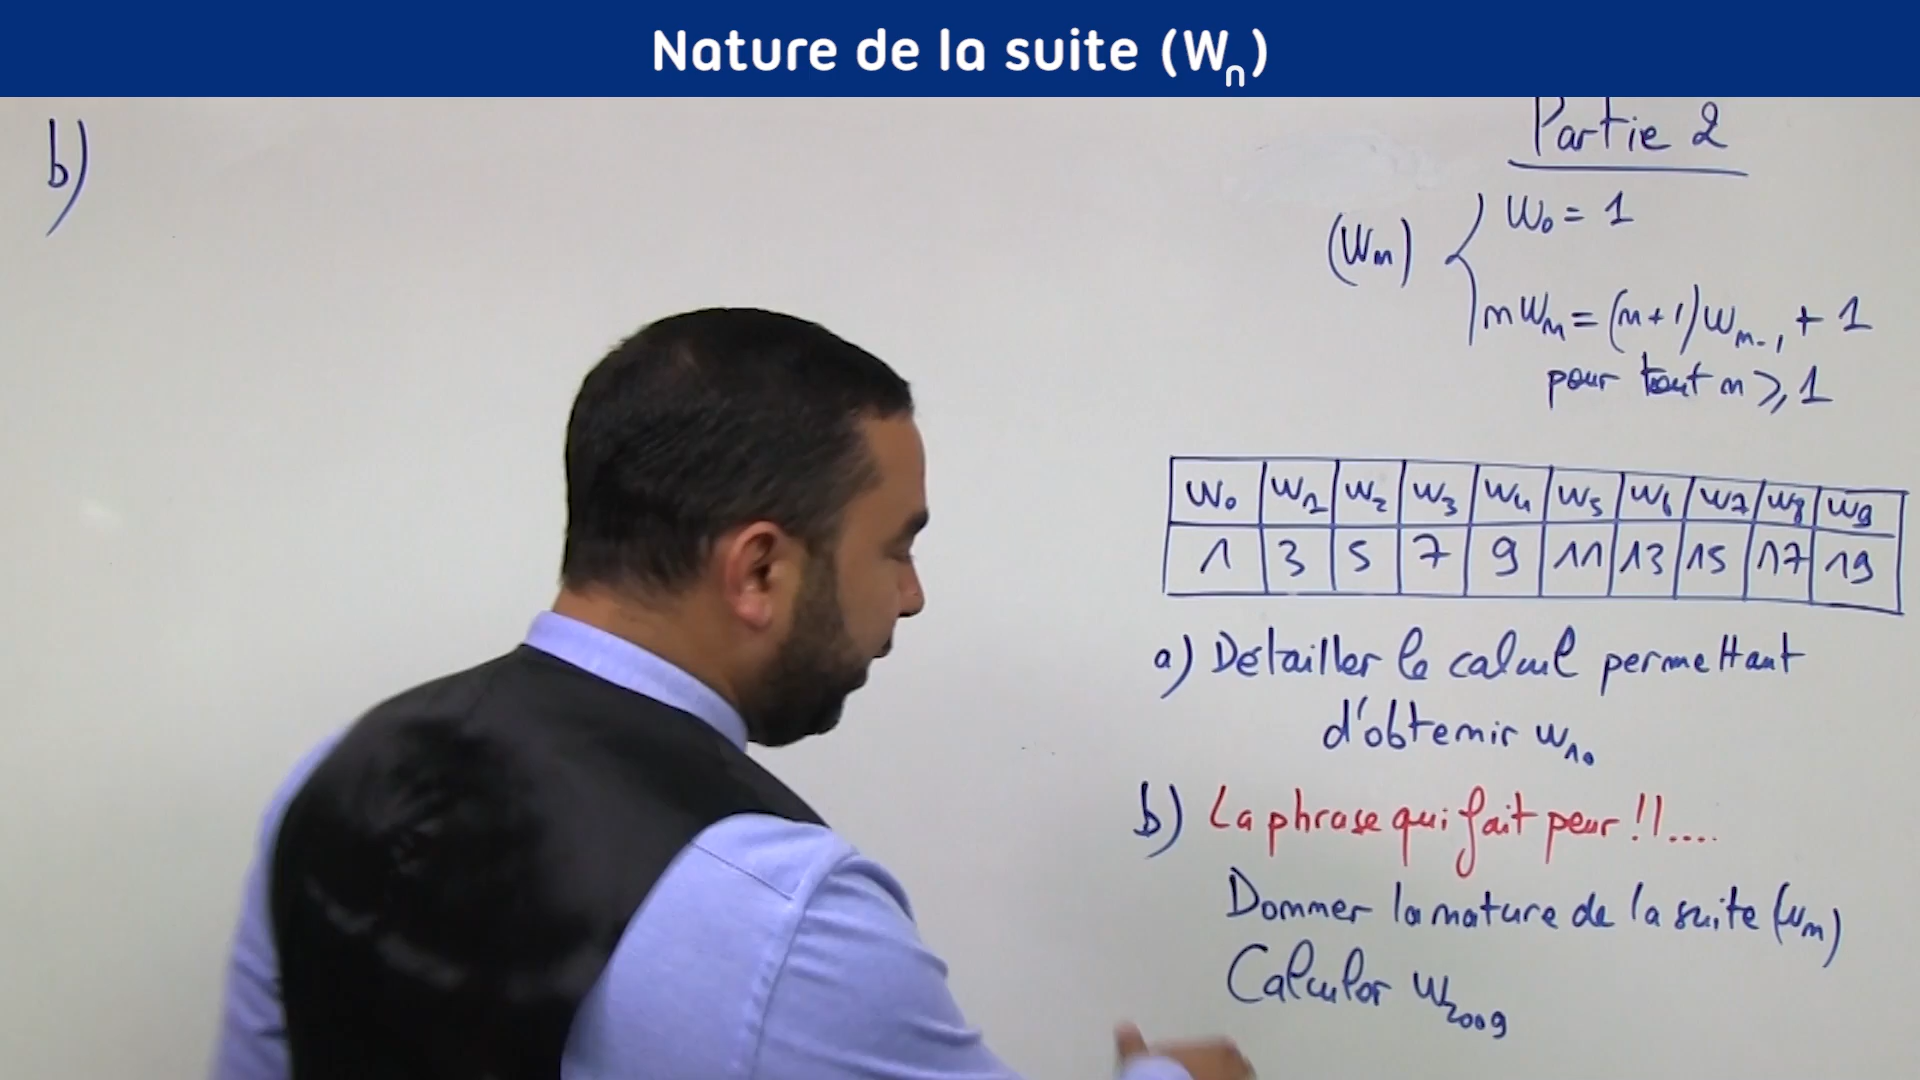 Nature de la suite (Wn)
b)
Partie 2
(Wn) { W0 = 1
nWn = (n+1)Wn-1 + 1
pour tout n ⩾ 1
W0 W1 W2 W3 W4 W5 W6 W7 W8 W9
1 3 5 7 9 11 13 15 17 19
a) Détailler le calcul permettant
d'obtenir W10
b) La phrase qui fait peur !!....
Donner la nature de la suite (Wn)
Calculer W2009